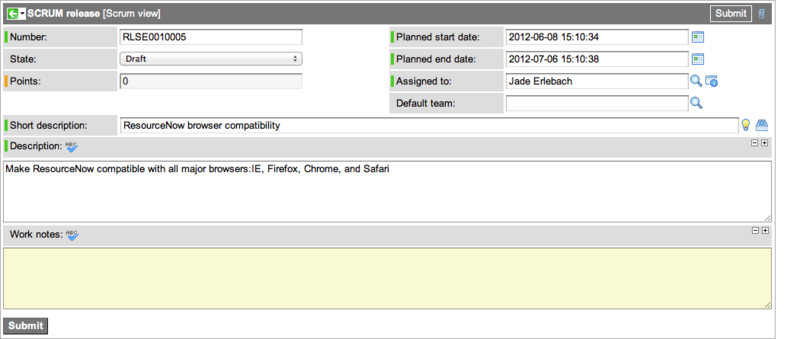 SCRUM release [Scrum view] Submit
Number: RLSE0010005 Planned start date: 2012-06-08 15:10:34
State: Draft Planned end date: 2012-07-06 15:10:38
Points: 0 Assigned to: Jade Erlebach
Default team:
Short description: ResourceNow browser compatibility
Description: ABC
Make ResourceNow compatible with all major browsers:IE, Firefox, Chrome, and Safari
Work notes: ABC
Submit